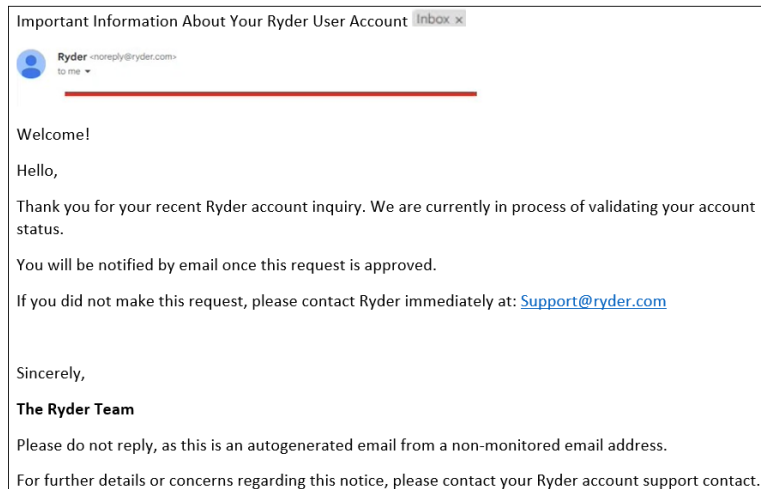 Important Information About Your Ryder User Account Inbox ×
Ryder <noreply@ryder.com>
to me
Welcome!
Hello,
Thank you for your recent Ryder account inquiry. We are currently in process of validating your account
status.
You will be notified by email once this request is approved.
If you did not make this request, please contact Ryder immediately at: Support@ryder.com
Sincerely,
The Ryder Team
Please do not reply, as this is an autogenerated email from a non-monitored email address.
For further details or concerns regarding this notice, please contact your Ryder account support contact.